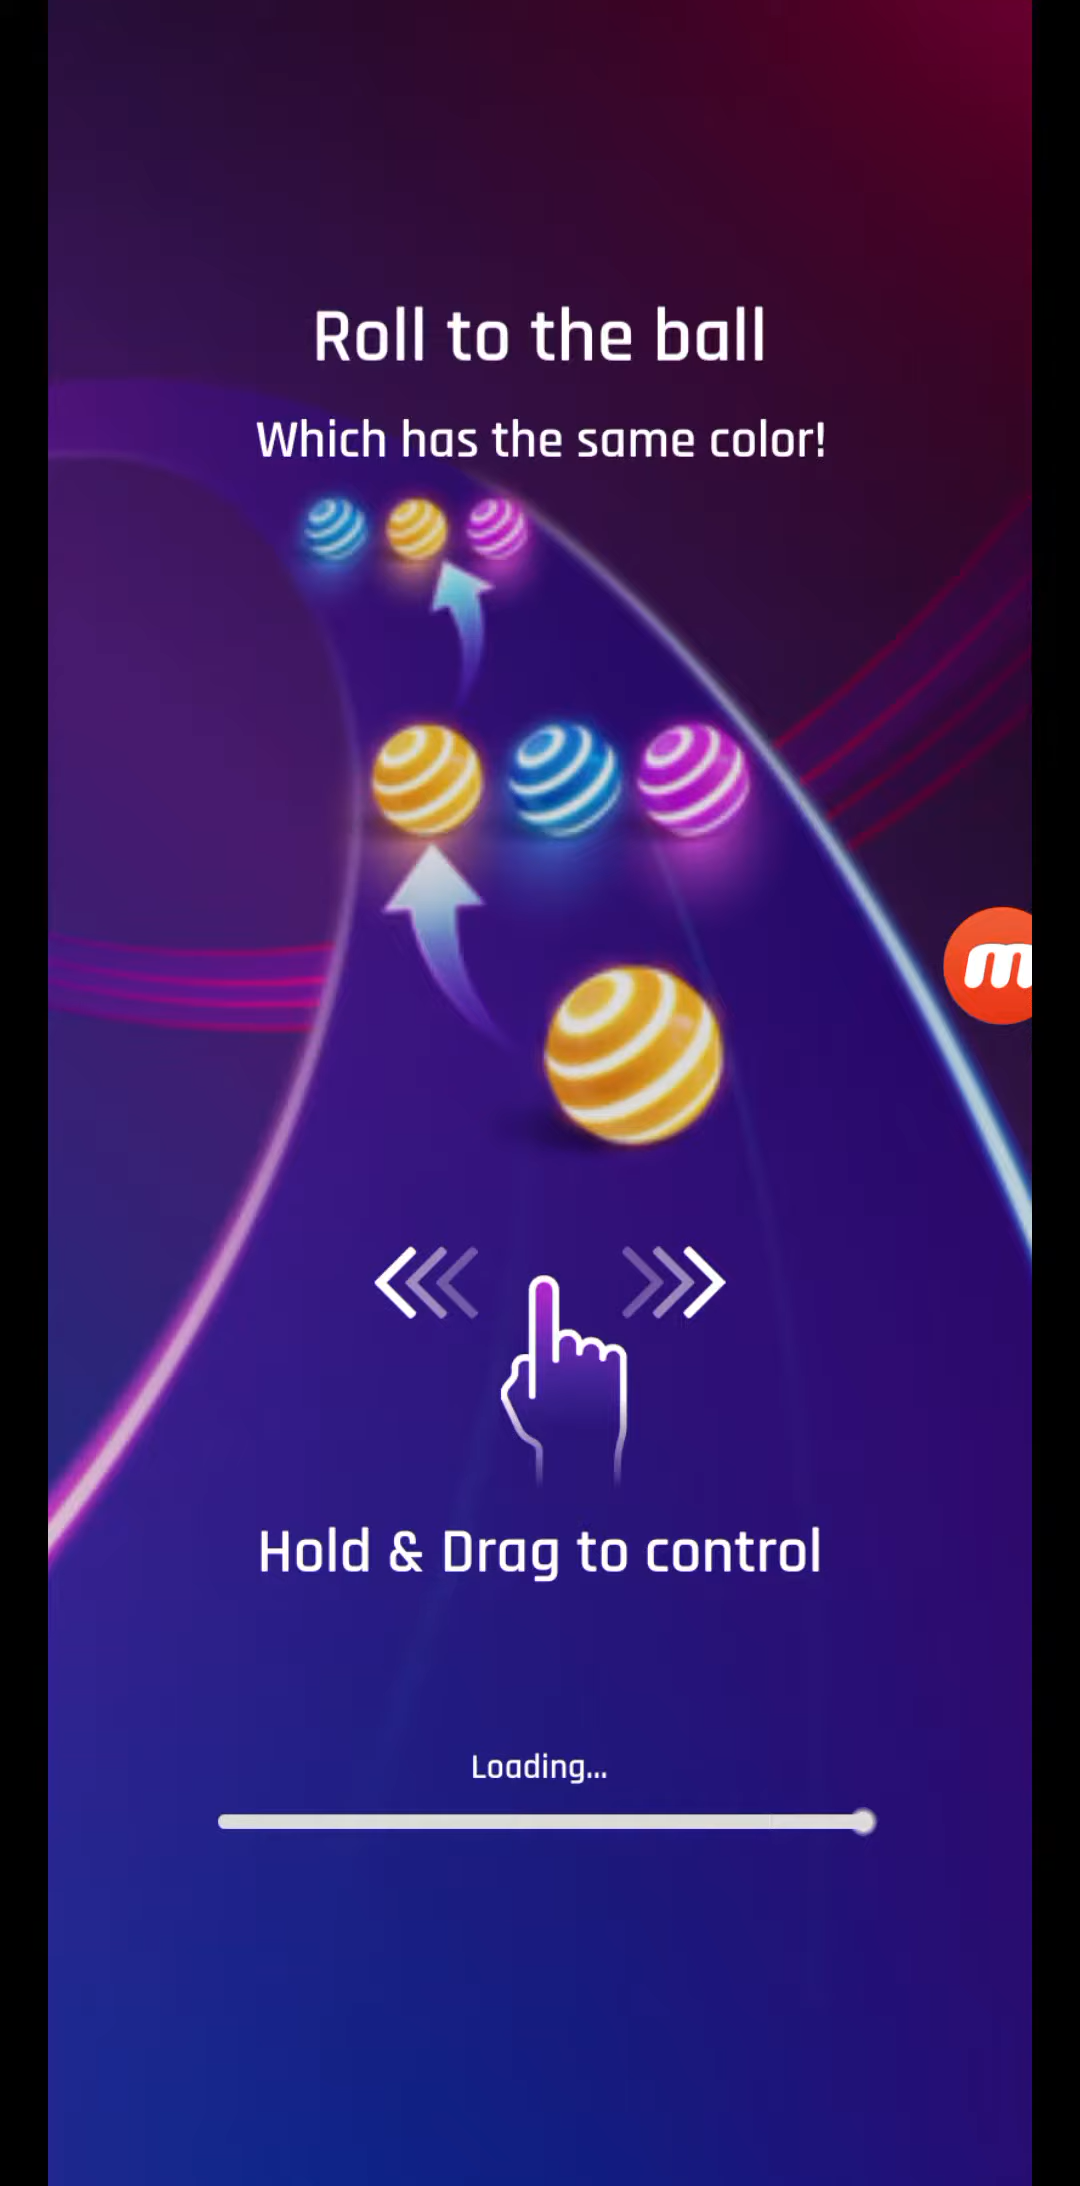 Roll to the ball
Which has the same color!
m
Hold & Drag to control
Loading...